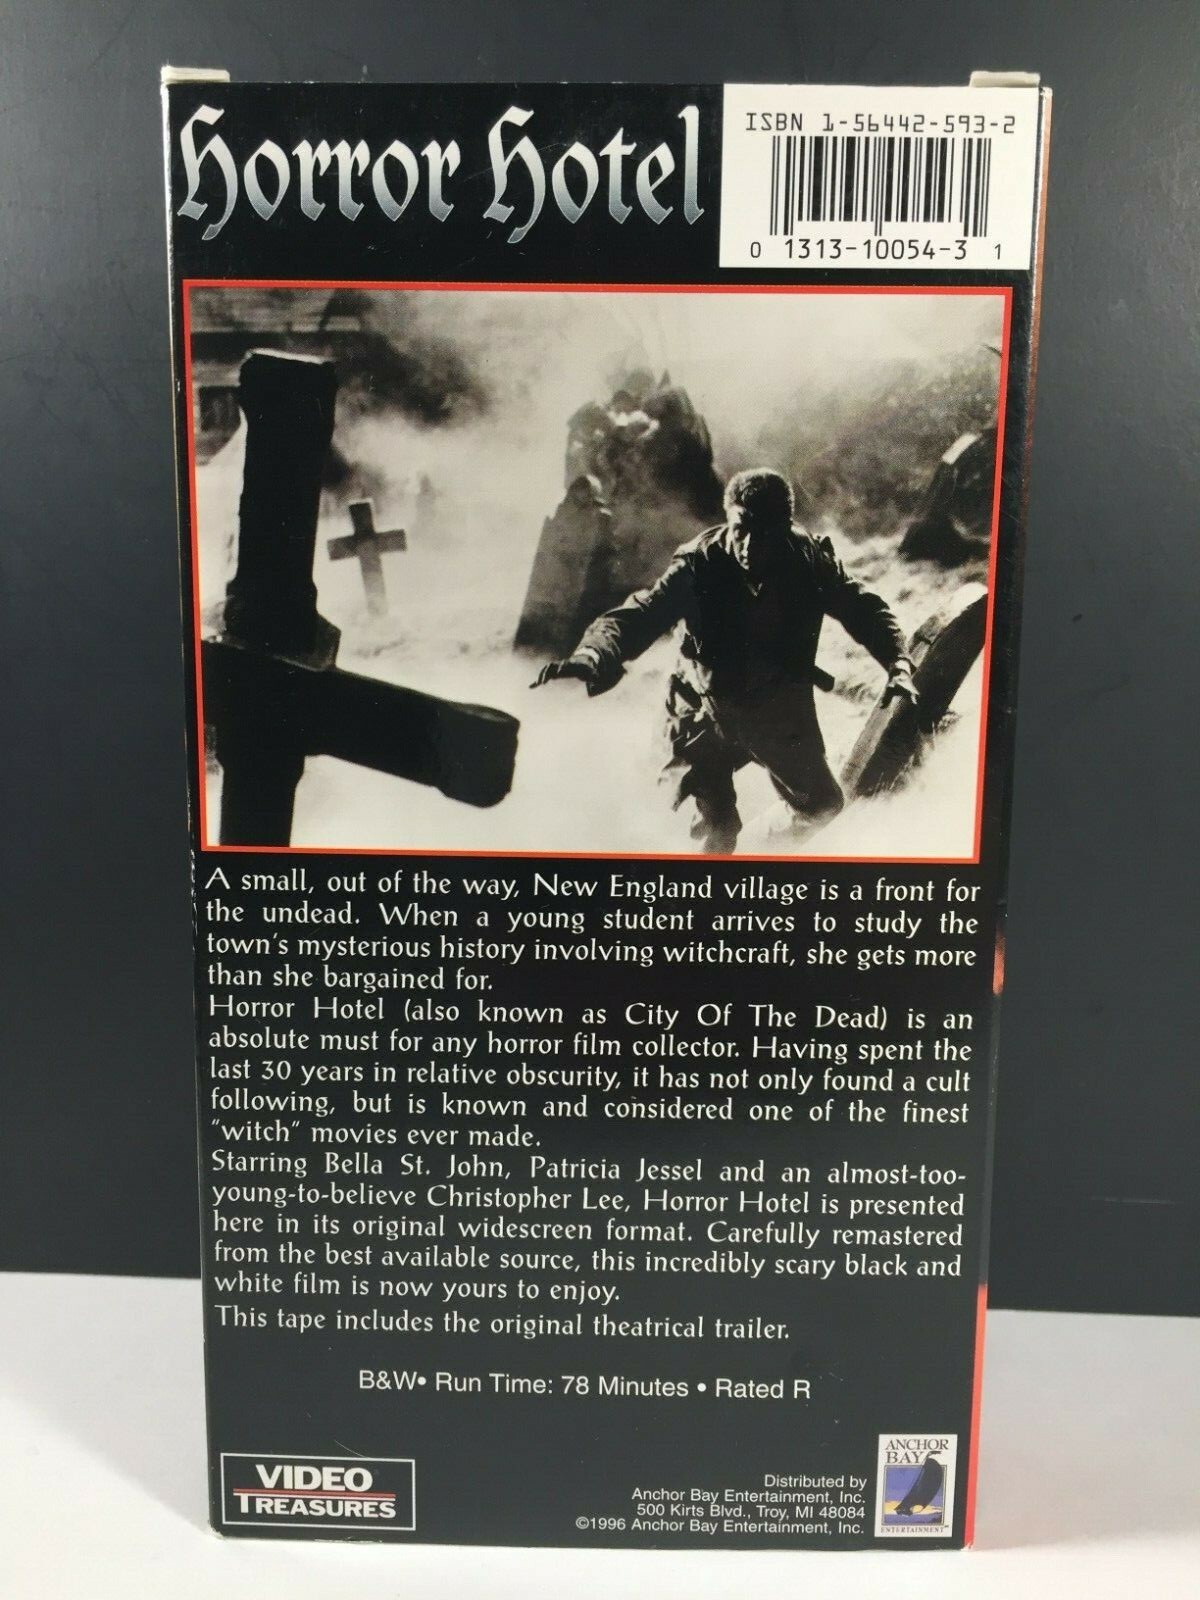 Horror Hotel
ISBN 1-56442-593-2
0 1313-10054-3 1
A small, out of the way, New England village is a front for
the undead. When a young student arrives to study the
town's mysterious history involving witchcraft, she gets more
than she bargained for.
Horror Hotel (also known as City Of The Dead) is an
absolute must for any horror film collector. Having spent the
last 30 years in relative obscurity, it has not only found a cult
following, but is known and considered one of the finest
"witch" movies ever made.
Starring Bella St. John, Patricia Jessel and an almost-too-
young-to-believe Christopher Lee, Horror Hotel is presented
here in its original widescreen format. Carefully remastered
from the best available source, this incredibly scary black and
white film is now yours to enjoy.
This tape includes the original theatrical trailer.
B&W• Run Time: 78 Minutes • Rated R
VIDEO
TREASURES
Distributed by
Anchor Bay Entertainment, Inc.
500 Kirts Blvd., Troy, MI 48084
©1996 Anchor Bay Entertainment, Inc.
ANCHOR
BAY
ENTERTAINMENT